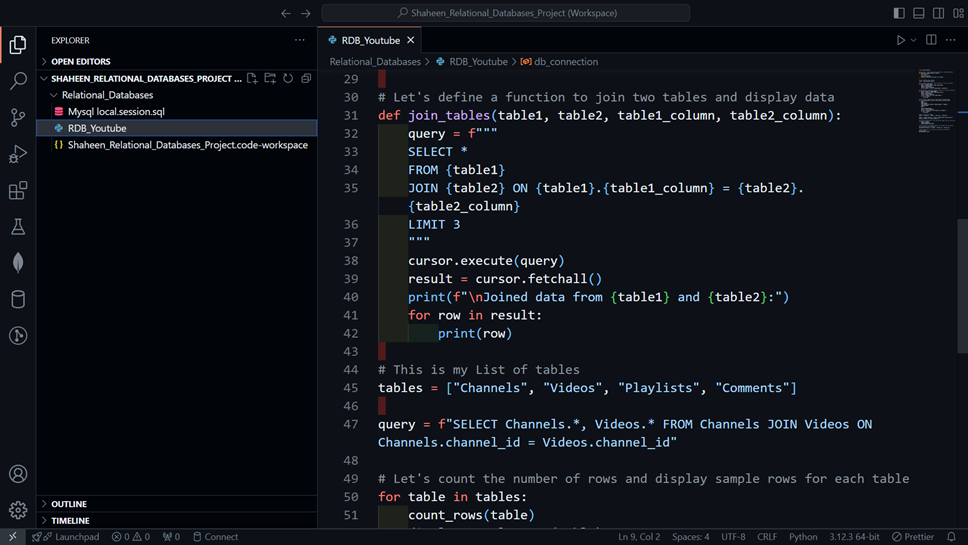 Shaheen_Relational_Databases_Project (Workspace)
EXPLORER
OPEN EDITORS
SHAHEEN_RELATIONAL_DATABASES_PROJECT ...
Relational_Databases
Mysql local.session.sql
RDB_Youtube
{} Shaheen_Relational_Databases_Project.code-workspace
OUTLINE
TIMELINE
RDB_Youtube
Relational_Databases > RDB_Youtube > db_connection
29
30 # Let's define a function to join two tables and display data
31 def join_tables(table1, table2, table1_column, table2_column):
32 query = f"""
33 SELECT *
34 FROM {table1}
35 JOIN {table2} ON {table1}.{table1_column} = {table2}.
{table2_column}
36 LIMIT 3
37 """
38 cursor.execute(query)
39 result = cursor.fetchall()
40 print(f"\nJoined data from {table1} and {table2}:")
41 for row in result:
42 print(row)
43
44 # This is my List of tables
45 tables = ["Channels", "Videos", "Playlists", "Comments"]
46
47 query = f"SELECT Channels.*, Videos.* FROM Channels JOIN Videos ON
Channels.channel_id = Videos.channel_id"
48
49 # Let's count the number of rows and display sample rows for each table
50 for table in tables:
51 count_rows(table)
Launchpad 0 0 0 Connect Ln 9, Col 2 Spaces: 4 UTF-8 CRLF Python 3.12.3 64-bit Prettier